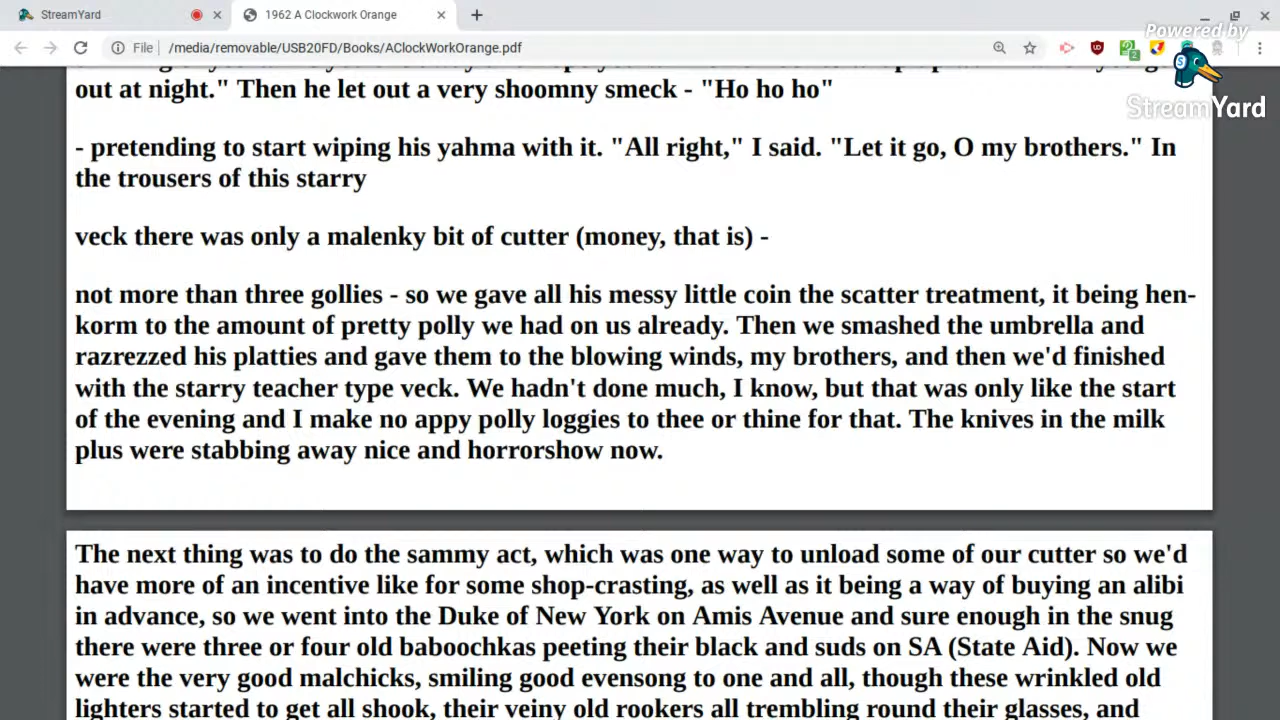 StreamYard
1962 A Clockwork Orange
File
/media/removable/USB20FD/Books/AClockWorkOrange.pdf
Powered by
StreamYard
out at night." Then he let out a very shoomny smeck - "Ho ho ho"
- pretending to start wiping his yahma with it. "All right," I said. "Let it go, O my brothers." In
the trousers of this starry
veck there was only a malenky bit of cutter (money, that is) -
not more than three gollies - so we gave all his messy little coin the scatter treatment, it being hen-
korm to the amount of pretty polly we had on us already. Then we smashed the umbrella and
razrezzed his platties and gave them to the blowing winds, my brothers, and then we'd finished
with the starry teacher type veck. We hadn't done much, I know, but that was only like the start
of the evening and I make no appy polly loggies to thee or thine for that. The knives in the milk
plus were stabbing away nice and horrorshow now.
The next thing was to do the sammy act, which was one way to unload some of our cutter so we'd
have more of an incentive like for some shop-crasting, as well as it being a way of buying an alibi
in advance, so we went into the Duke of New York on Amis Avenue and sure enough in the snug
there were three or four old baboochkas peeting their black and suds on SA (State Aid). Now we
were the very good malchicks, smiling good evensong to one and all, though these wrinkled old
lighters started to get all shook, their veiny old rookers all trembling round their glasses, and